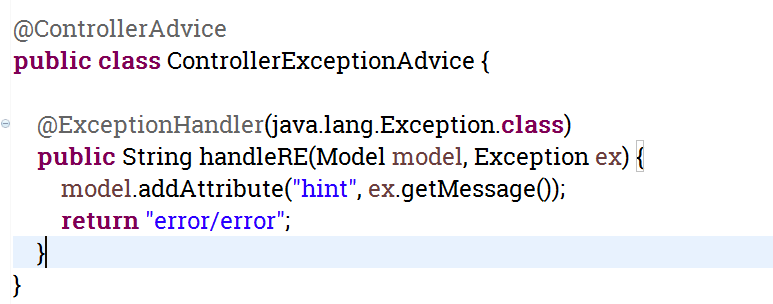 @ControllerAdvice
public class ControllerExceptionAdvice {
@ExceptionHandler(java.lang.Exception.class)
public String handleRE(Model model, Exception ex) {
model.addAttribute("hint", ex.getMessage());
return "error/error";
}
}